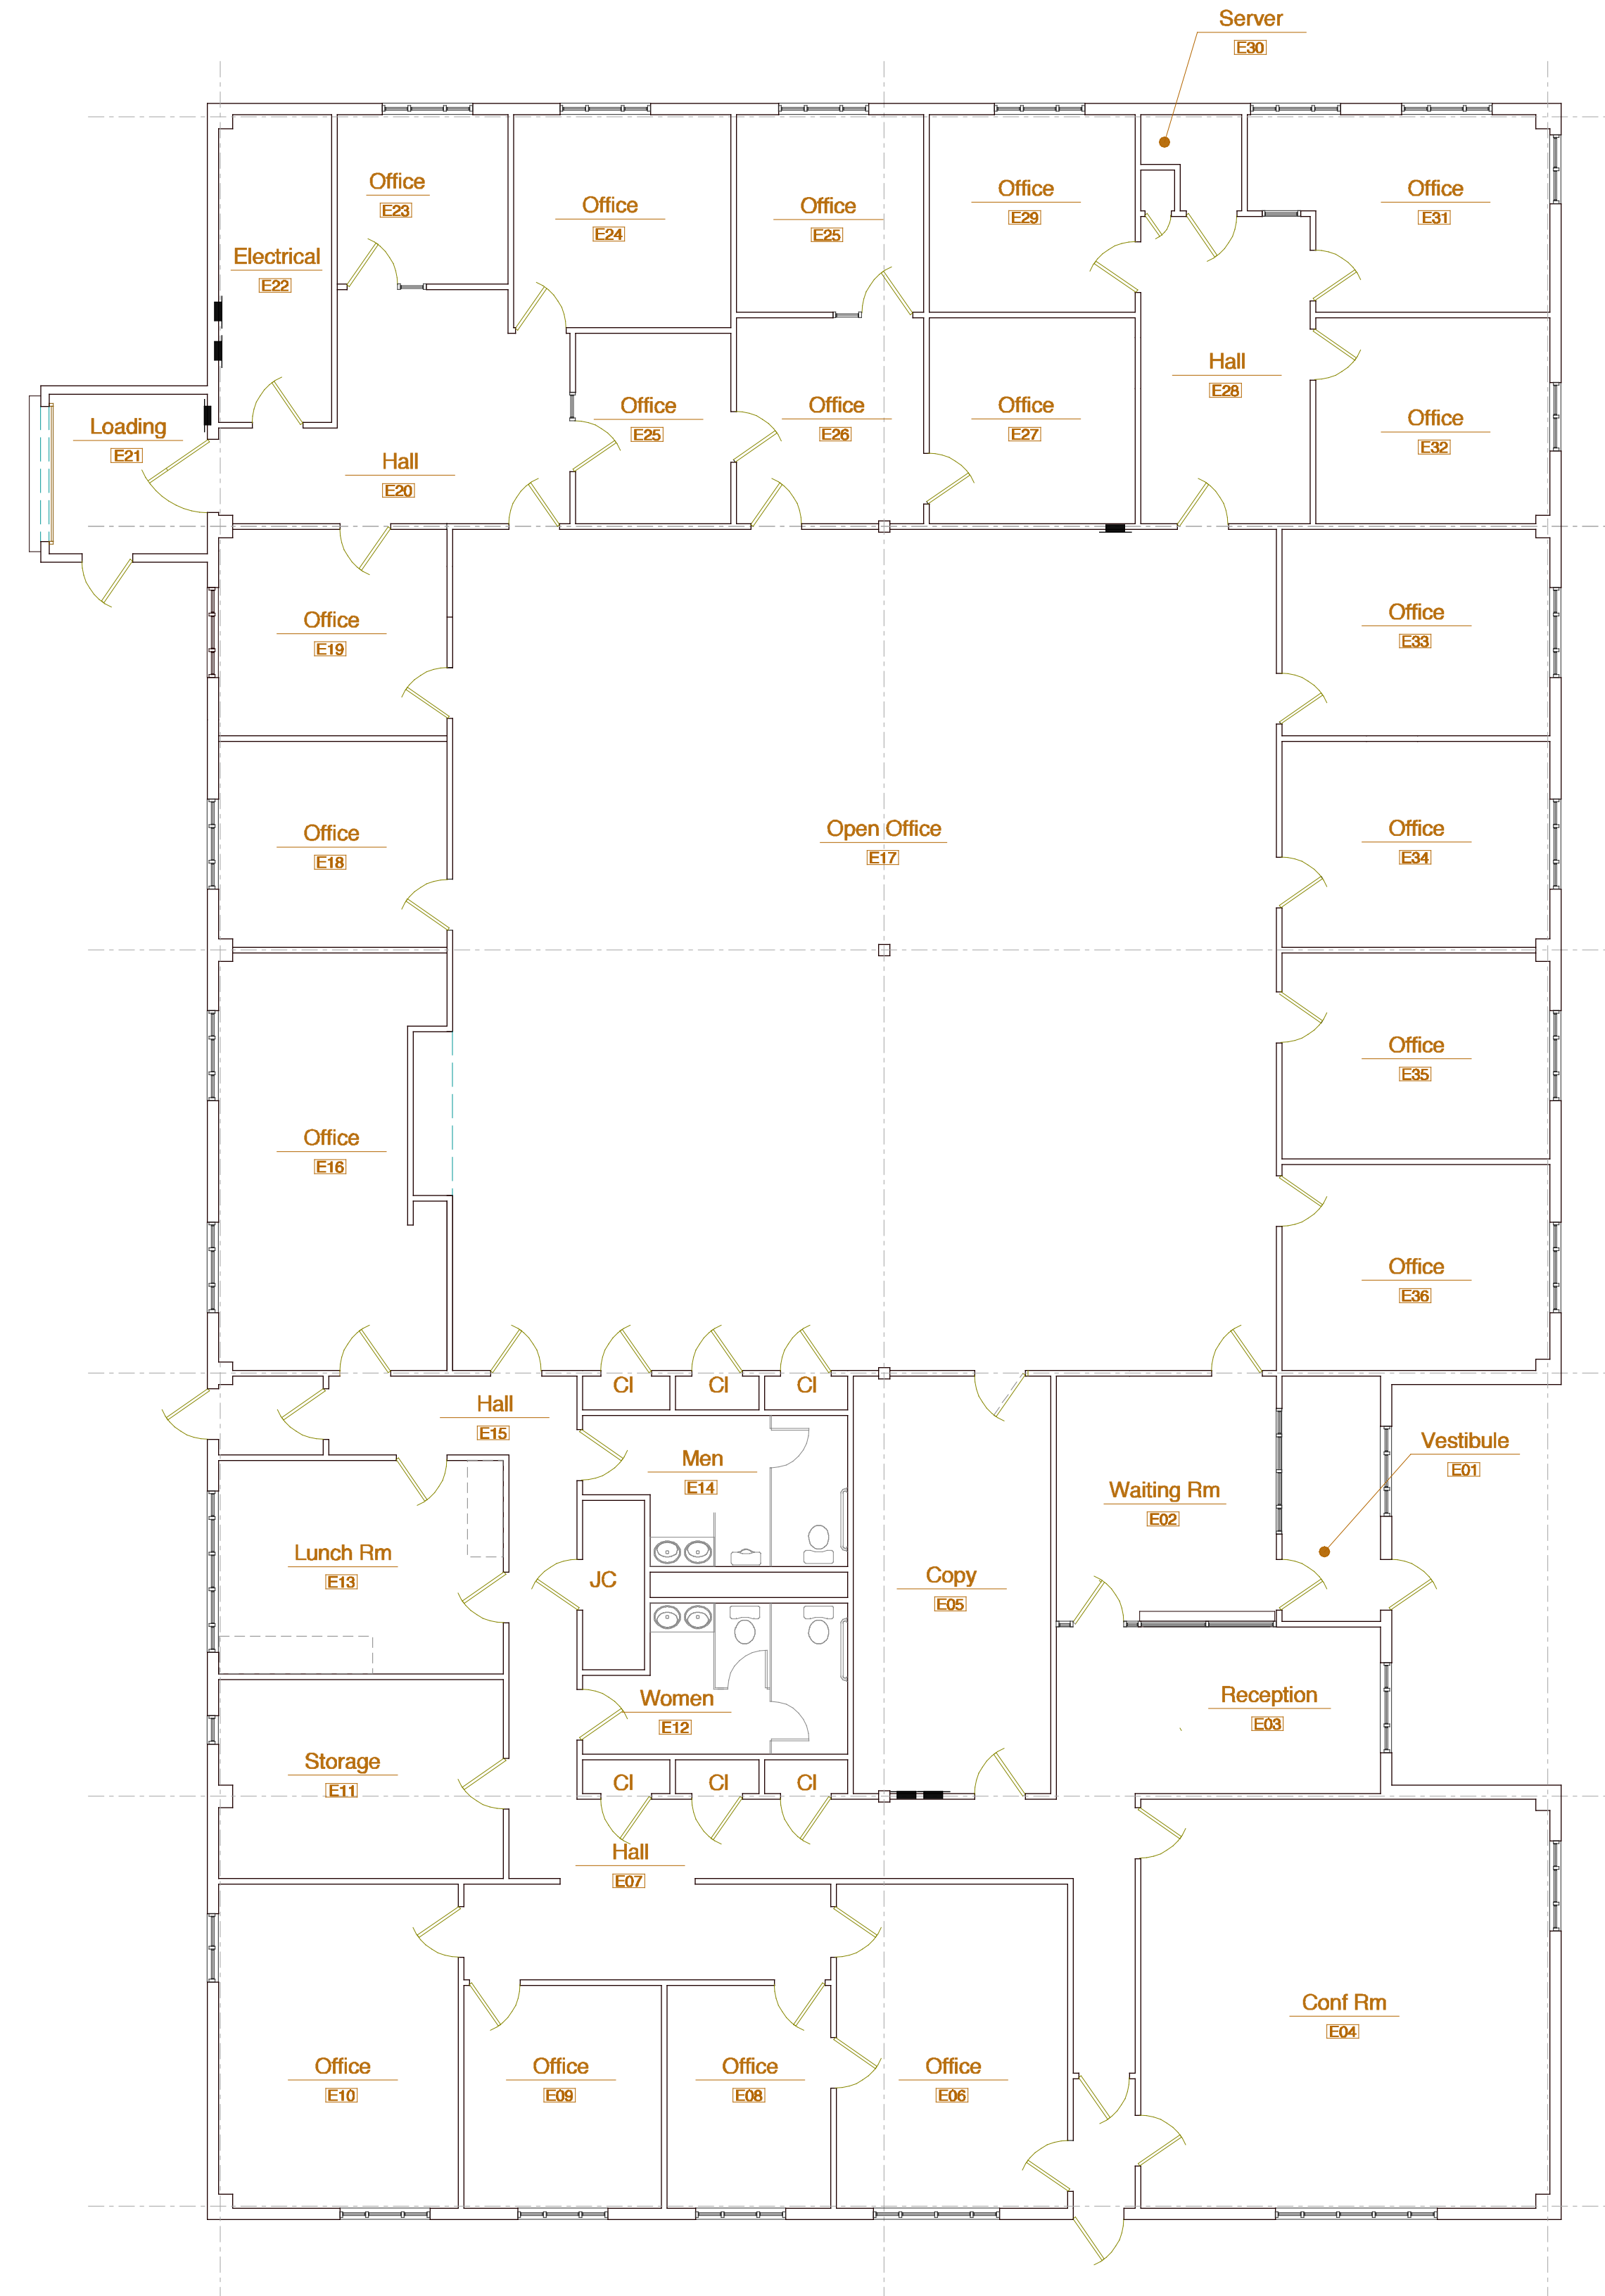 Server
E30
Office
E23
Office
E24
Office
E25
Office
E29
Office
E31
Electrical
E22
Hall
E28
Loading
E21
Hall
E20
Office
E25
Office
E26
Office
E27
Office
E32
Office
E19
Office
E33
Office
E18
Open Office
E17
Office
E34
Office
E35
Office
E16
Office
E36
Cl
Cl
Cl
Hall
E15
Men
E14
Vestibule
E01
Waiting Rm
E02
Lunch Rm
E13
JC
Copy
E05
Women
E12
Reception
E03
Storage
E11
Cl
Cl
Cl
Hall
E07
Conf Rm
E04
Office
E10
Office
E09
Office
E08
Office
E06